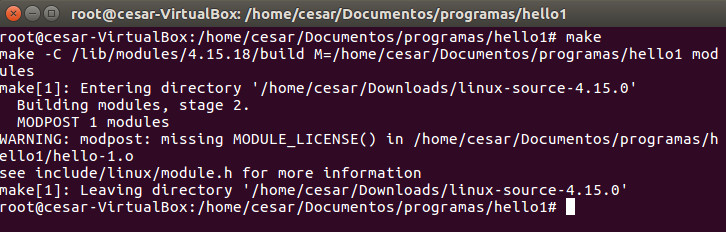 root@cesar-VirtualBox: /home/cesar/Documentos/programas/hello1
root@cesar-VirtualBox:/home/cesar/Documentos/programas/hello1# make
make -C /lib/modules/4.15.18/build M=/home/cesar/Documentos/programas/hello1 mod
ules
make[1]: Entering directory '/home/cesar/Downloads/linux-source-4.15.0'
  Building modules, stage 2.
  MODPOST 1 modules
WARNING: modpost: missing MODULE_LICENSE() in /home/cesar/Documentos/programas/h
ello1/hello-1.o
see include/linux/module.h for more information
make[1]: Leaving directory '/home/cesar/Downloads/linux-source-4.15.0'
root@cesar-VirtualBox:/home/cesar/Documentos/programas/hello1#